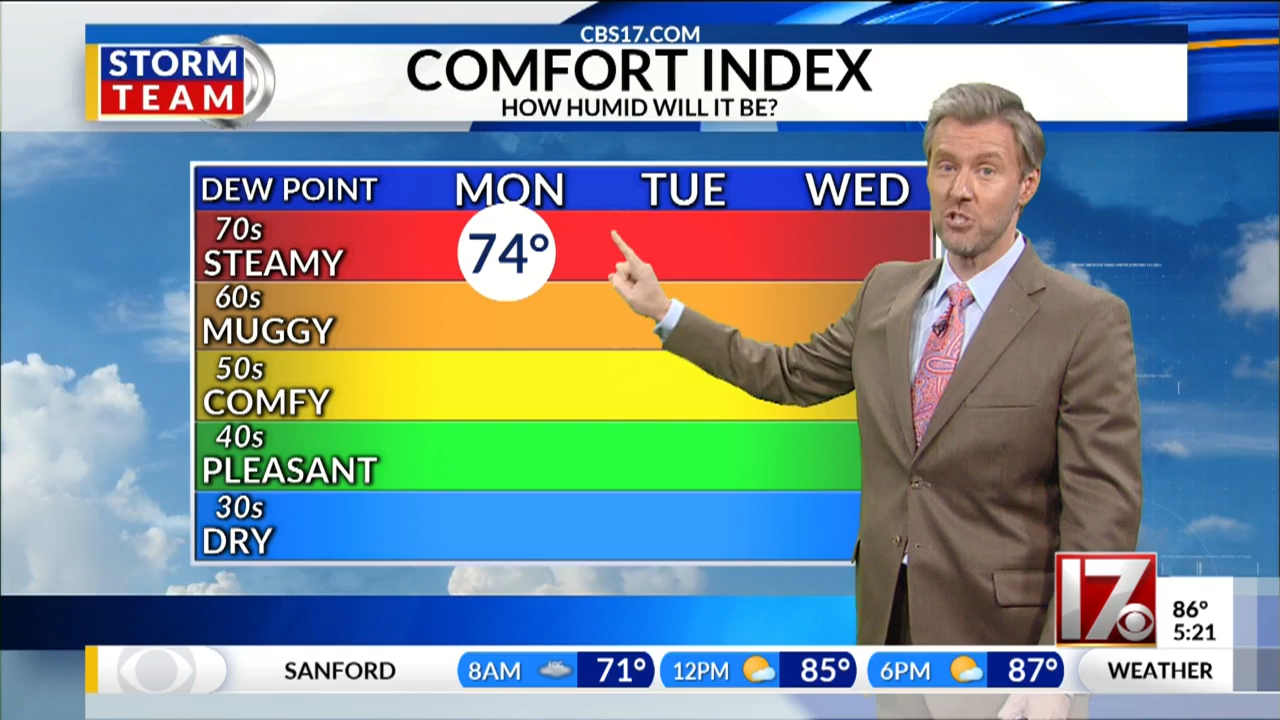 CBS17.COM
STORM
TEAM
COMFORT INDEX
HOW HUMID WILL IT BE?
DEW POINT MON TUE WED
70s
STEAMY
74°
60s
MUGGY
50s
COMFY
40s
PLEASANT
30s
DRY
17
86°
5:21
SANFORD 8AM 71° 12PM 85° 6PM 87° WEATHER